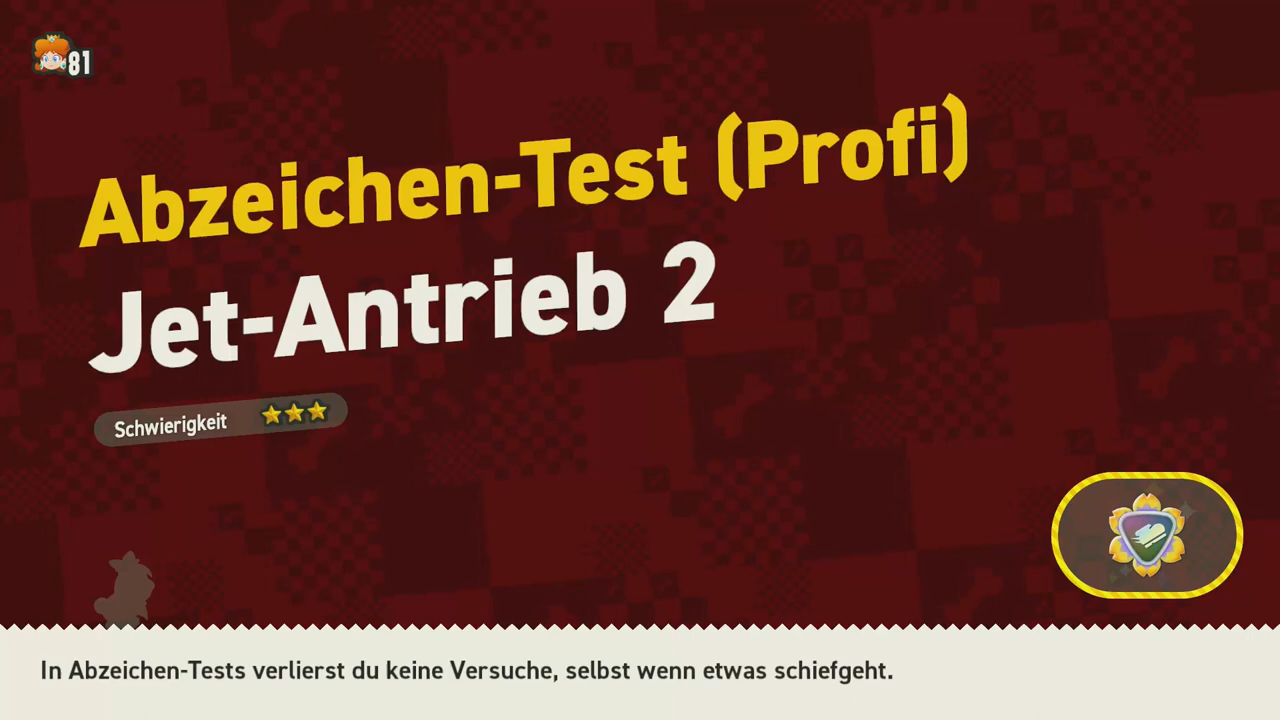 81
Abzeichen-Test (Profi)
Jet-Antrieb 2
Schwierigkeit
In Abzeichen-Tests verlierst du keine Versuche, selbst wenn etwas schiefgeht.